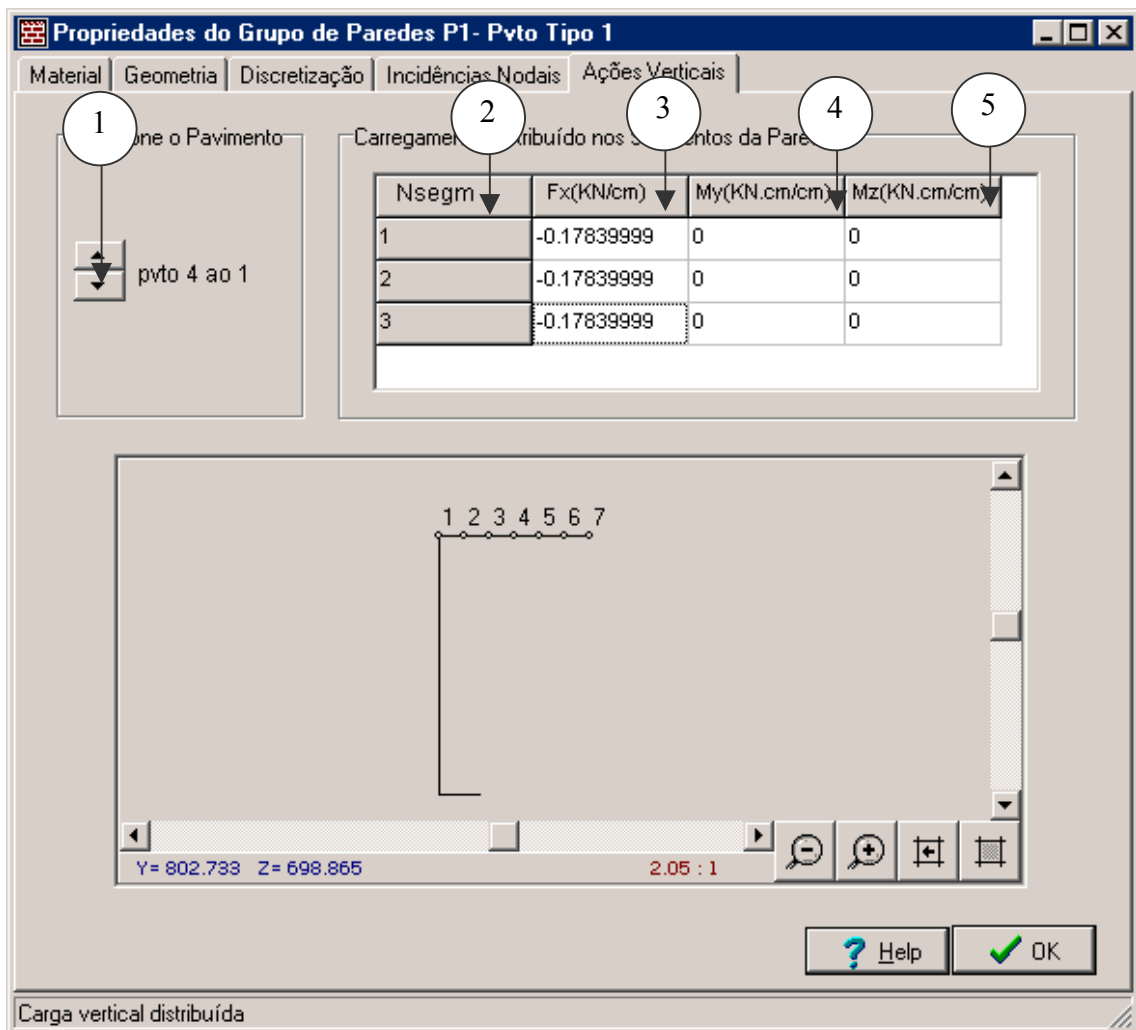 Propriedades do Grupo de Paredes P1- Pvto Tipo 1
Material Geometria Discretização Incidências Nodais Ações Verticais
1 2 3 4 5
one o Pavimento
pvto 4 ao 1
Carregamen ribuído nos S entos da Pare
Nsegm Fx(KN/cm) My(KN.cm/cm) Mz(KN.cm/cm)
1 -0.17839999 0 0
2 -0.17839999 0 0
3 -0.17839999 0 0
1 2 3 4 5 6 7
Y= 802.733 Z= 698.865 2.05 : 1
Help OK
Carga vertical distribuída